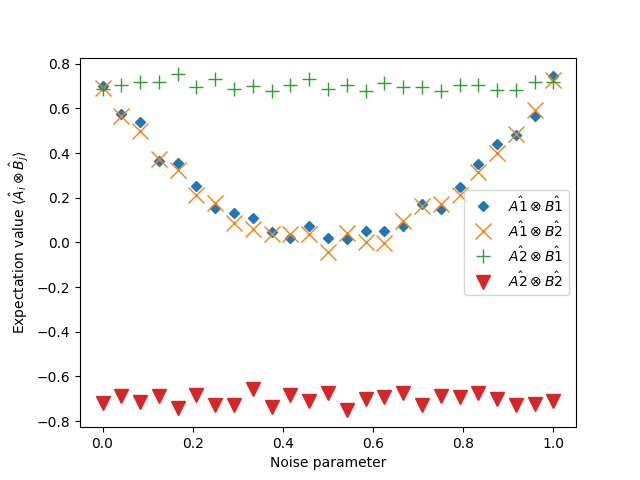 0.8
0.6
0.4
0.2
0.0
−0.2
−0.4
−0.6
−0.8
0.0 0.2 0.4 0.6 0.8 1.0
Expectation value ⟨Â_i ⊗ B̂_j⟩
Noise parameter
A1̂ ⊗ B1̂
A1̂ ⊗ B2̂
A2̂ ⊗ B1̂
A2̂ ⊗ B2̂